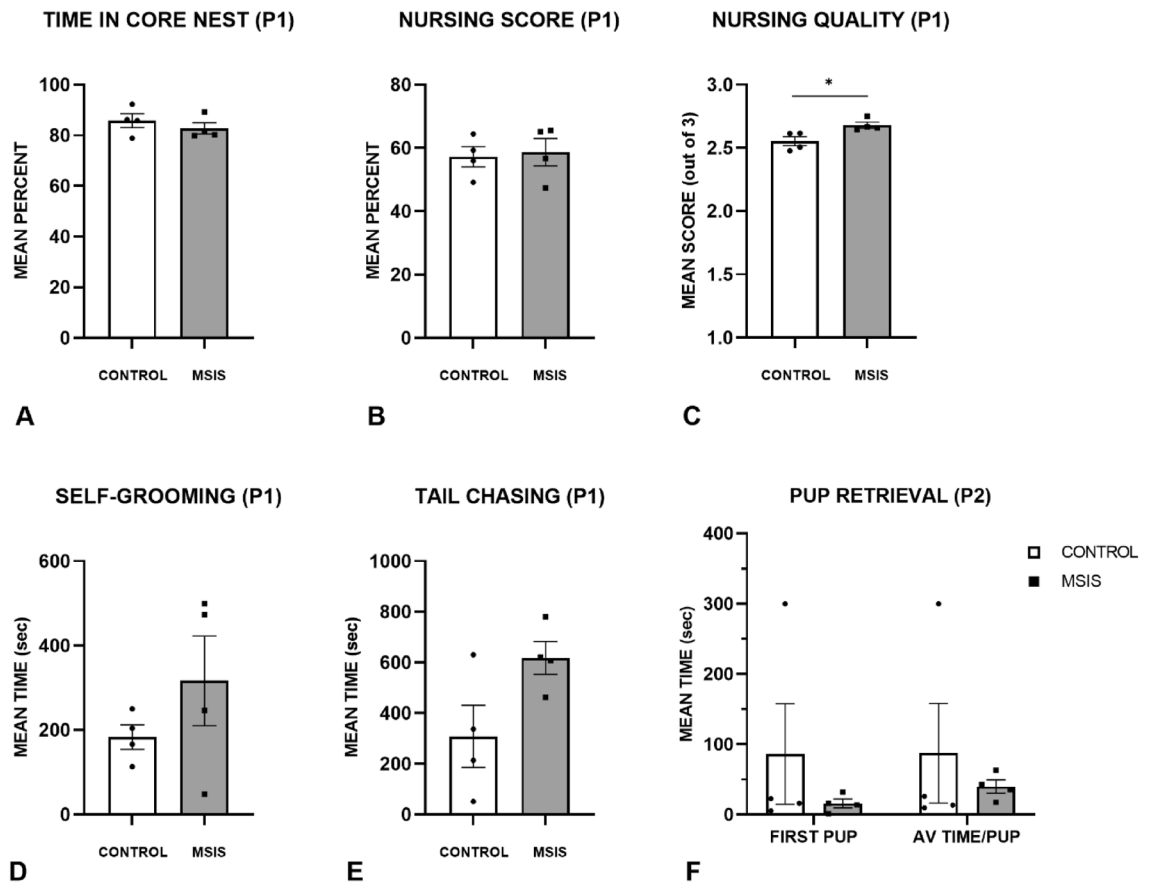 TIME IN CORE NEST (P1)
MEAN PERCENT
100
80
60
40
20
0
CONTROL MSIS
A
NURSING SCORE (P1)
MEAN PERCENT
80
60
40
20
0
CONTROL MSIS
B
NURSING QUALITY (P1)
MEAN SCORE (out of 3)
3.0
2.5
2.0
1.5
1.0
*
CONTROL MSIS
C
SELF-GROOMING (P1)
MEAN TIME (sec)
600
400
200
0
CONTROL MSIS
D
TAIL CHASING (P1)
MEAN TIME (sec)
1000
800
600
400
200
0
CONTROL MSIS
E
PUP RETRIEVAL (P2)
MEAN TIME (sec)
400
300
200
100
0
FIRST PUP AV TIME/PUP
CONTROL
MSIS
F